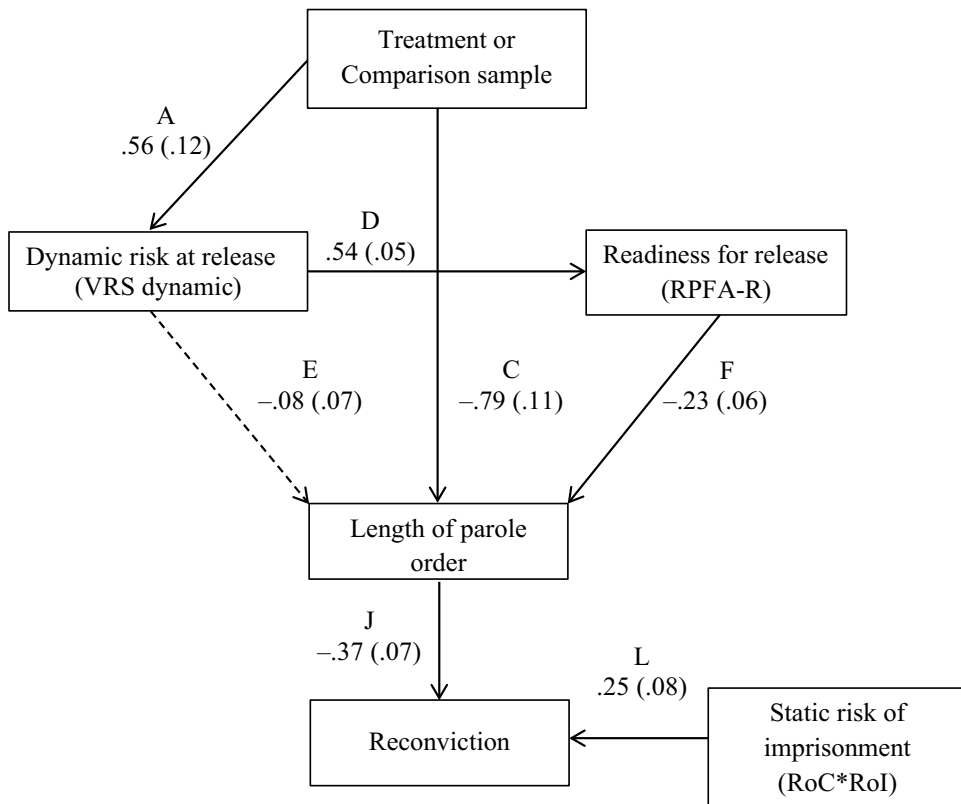 Treatment or
Comparison sample
A
.56 (.12)
D
.54 (.05)
Dynamic risk at release
(VRS dynamic)
Readiness for release
(RPFA-R)
E
–.08 (.07)
C
–.79 (.11)
F
–.23 (.06)
Length of parole
order
J
–.37 (.07)
L
.25 (.08)
Reconviction
Static risk of
imprisonment
(RoC*RoI)